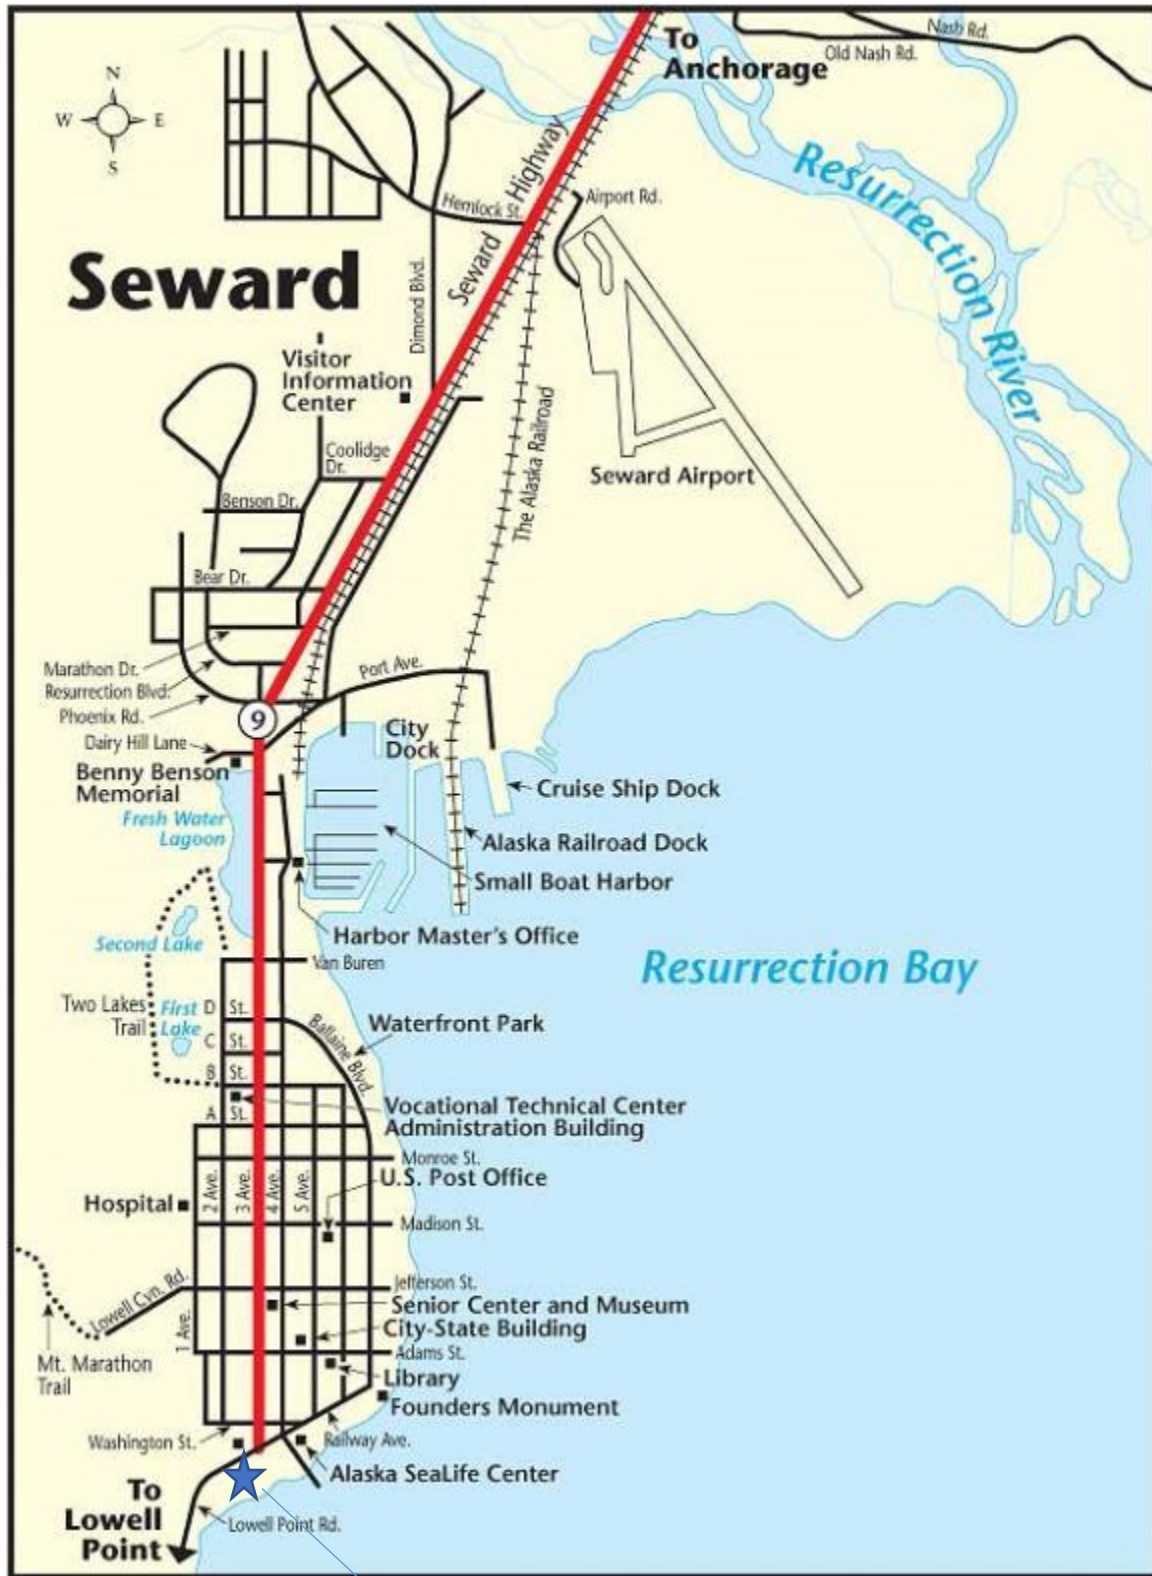 To
Anchorage
Nash Rd.
Old Nash Rd.
N
W
E
S
Resurrection River
Seward Highway
Hemlock St.
Airport Rd.
Seward
Dimond Blvd.
Visitor
Information
Center
The Alaska Railroad
Coolidge
Dr.
Seward Airport
Benson Dr.
Bear Dr.
Marathon Dr.
Resurrection Blvd.
Phoenix Rd.
Port Ave.
9
Dairy Hill Lane
City
Dock
Benny Benson
Memorial
Cruise Ship Dock
Fresh Water
Lagoon
Alaska Railroad Dock
Small Boat Harbor
Harbor Master's Office
Second Lake
Van Buren
Resurrection Bay
Two Lakes
Trail
First
Lake
D St.
C St.
B St.
A St.
Ballaine Blvd.
Waterfront Park
Vocational Technical Center
Administration Building
Monroe St.
U.S. Post Office
2 Ave.
3 Ave.
4 Ave.
5 Ave.
Hospital
Madison St.
Lowell Cyn. Rd.
Jefferson St.
Senior Center and Museum
City-State Building
1 Ave.
Adams St.
Mt. Marathon
Trail
Library
Founders Monument
Washington St.
Railway Ave.
Alaska SeaLife Center
To
Lowell
Point
Lowell Point Rd.